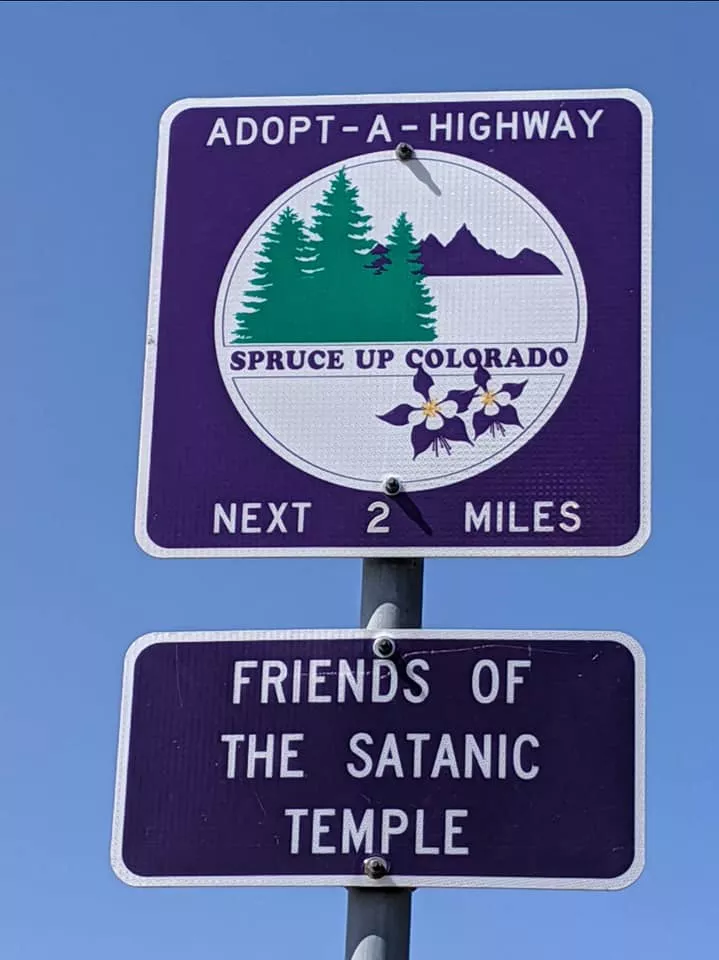 ADOPT-A-HIGHWAY
SPRUCE UP COLORADO
NEXT 2 MILES
FRIENDS OF
THE SATANIC
TEMPLE